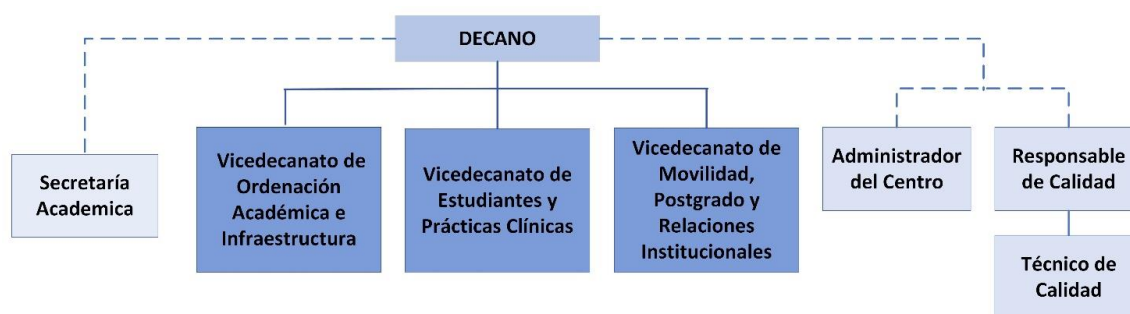 DECANO
Secretaría
Academica
Vicedecanato de
Ordenación
Académica e
Infraestructura
Vicedecanato de
Estudiantes y
Prácticas Clínicas
Vicedecanato de
Movilidad,
Postgrado y
Relaciones
Institucionales
Administrador
del Centro
Responsable
de Calidad
Técnico de
Calidad